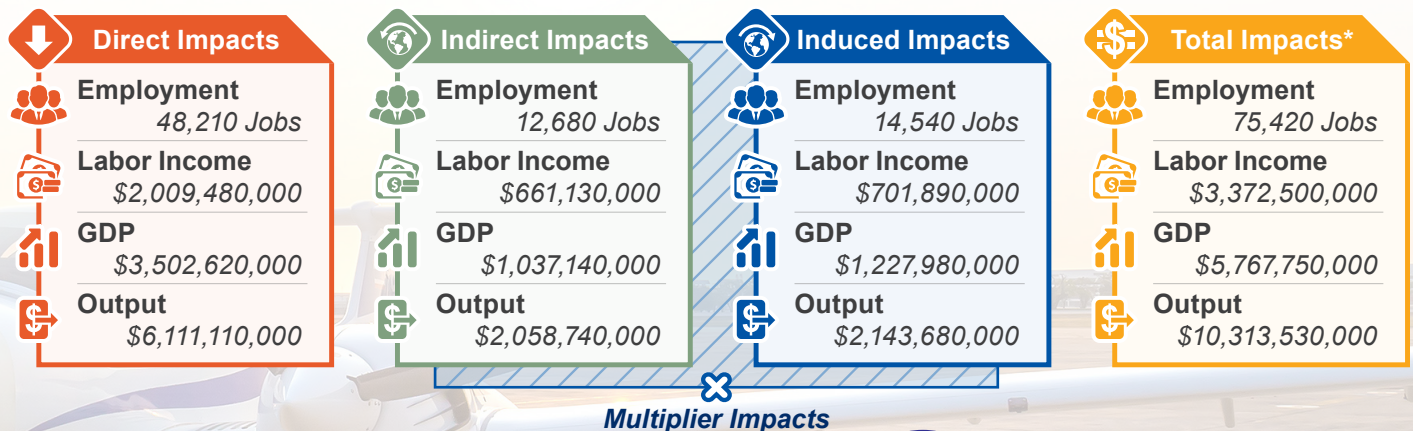 Direct Impacts
Employment
48,210 Jobs
Labor Income
$2,009,480,000
GDP
$3,502,620,000
Output
$6,111,110,000
Indirect Impacts
Employment
12,680 Jobs
Labor Income
$661,130,000
GDP
$1,037,140,000
Output
$2,058,740,000
Induced Impacts
Employment
14,540 Jobs
Labor Income
$701,890,000
GDP
$1,227,980,000
Output
$2,143,680,000
Total Impacts*
Employment
75,420 Jobs
Labor Income
$3,372,500,000
GDP
$5,767,750,000
Output
$10,313,530,000
Multiplier Impacts